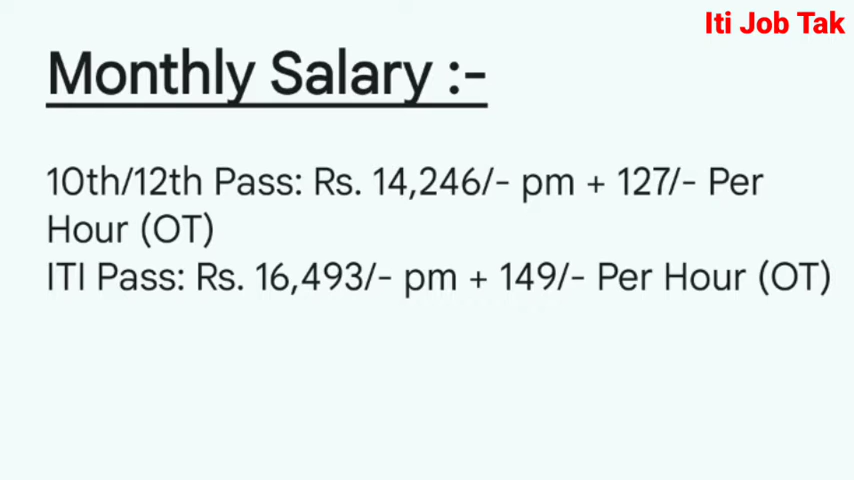 Iti Job Tak
Monthly Salary :-
10th/12th Pass: Rs. 14,246/- pm + 127/- Per
Hour (OT)
ITI Pass: Rs. 16,493/- pm + 149/- Per Hour (OT)